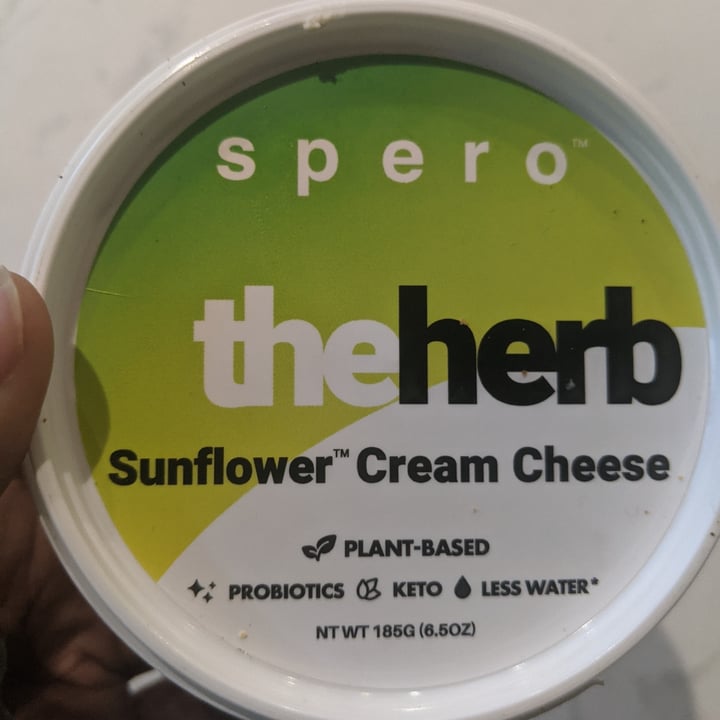 spero™
theherb
Sunflower™ Cream Cheese
PLANT-BASED
PROBIOTICS KETO LESS WATER*
NT WT 185G (6.5OZ)